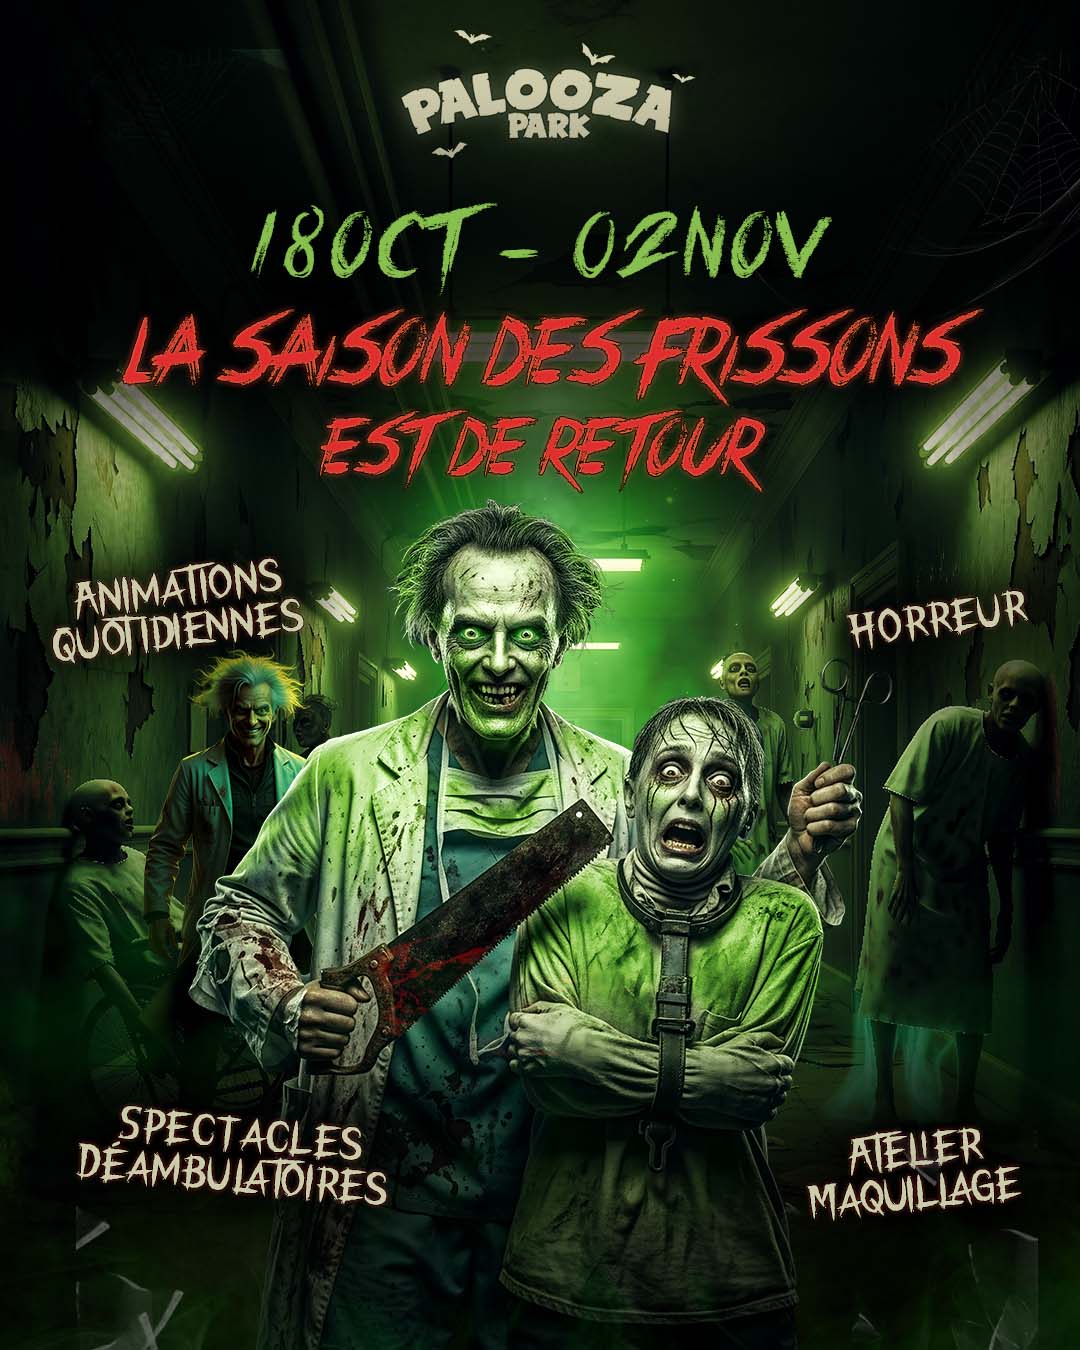 PALOOZA
PARK
18OCT - 02NOV
LA SAISON DES FRISSONS
EST DE RETOUR
ANIMATIONS
QUOTIDIENNES
HORREUR
SPECTACLES
DÉAMBULATOIRES
ATELIER
MAQUILLAGE